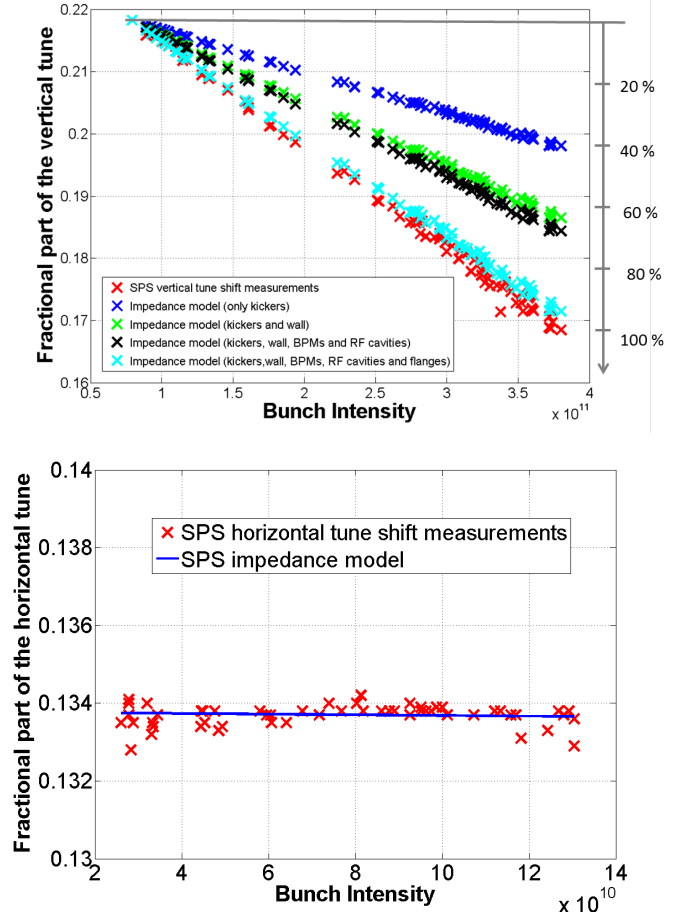 0.22
0.21
0.2
0.19
0.18
0.17
0.16
Fractional part of the vertical tune
20 %
40 %
60 %
80 %
100 %
SPS vertical tune shift measurements
Impedance model (only kickers)
Impedance model (kickers and wall)
Impedance model (kickers, wall, BPMs and RF cavities)
Impedance model (kickers,wall, BPMs, RF cavities and flanges)
0.5 1 1.5 2 2.5 3 3.5 4
Bunch Intensity
x 10^11
0.14
0.138
0.136
0.134
0.132
0.13
Fractional part of the horizontal tune
SPS horizontal tune shift measurements
SPS impedance model
2 4 6 8 10 12 14
Bunch Intensity
x 10^10